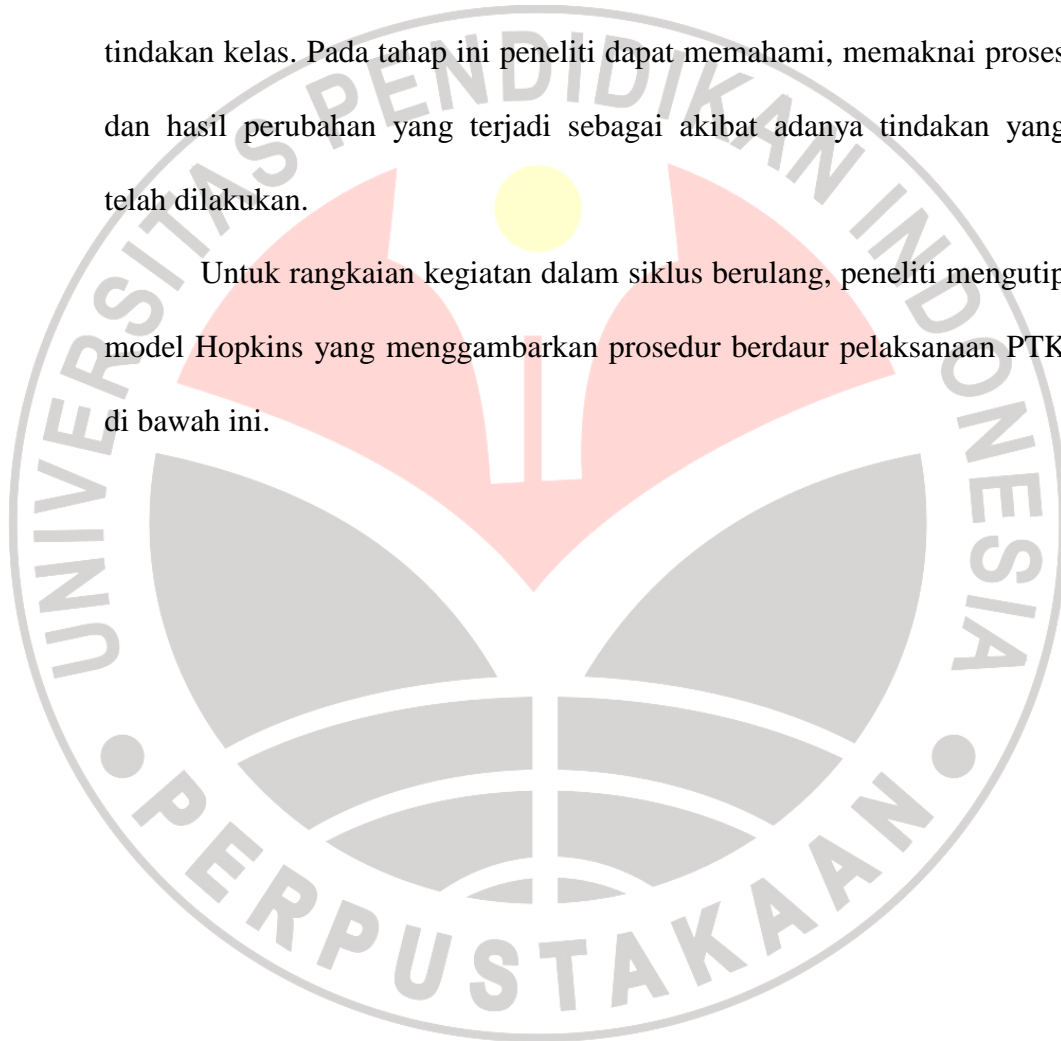 tindakan kelas. Pada tahap ini peneliti dapat memahami, memaknai proses
dan hasil perubahan yang terjadi sebagai akibat adanya tindakan yang
telah dilakukan.
Untuk rangkaian kegiatan dalam siklus berulang, peneliti mengutip
model Hopkins yang menggambarkan prosedur berdaur pelaksanaan PTK
di bawah ini.
UNIVERSITAS PENDIDIKAN INDONESIA
PERPUSTAKAAN